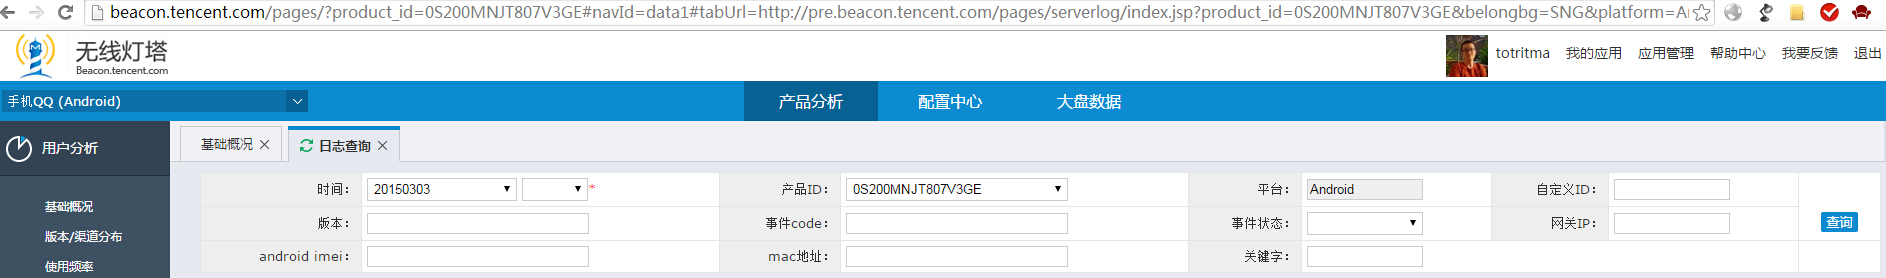 beacon.tencent.com/pages/?product_id=0S200MNJT807V3GE#navId=data1#tabUrl=http://pre.beacon.tencent.com/pages/serverlog/index.jsp?product_id=0S200MNJT807V3GE&belongbg=SNG&platform=A
无线灯塔
Beacon.tencent.com
totritma 我的应用 应用管理 帮助中心 我要反馈 退出
手机QQ (Android) 产品分析 配置中心 大盘数据
用户分析 基础概况 日志查询
时间： 20150303 * 产品ID： 0S200MNJT807V3GE 平台： Android 自定义ID：
基础概况
版本： 事件code： 事件状态： 网关IP： 查询
版本/渠道分布
android imei： mac地址： 关键字：
使用频率